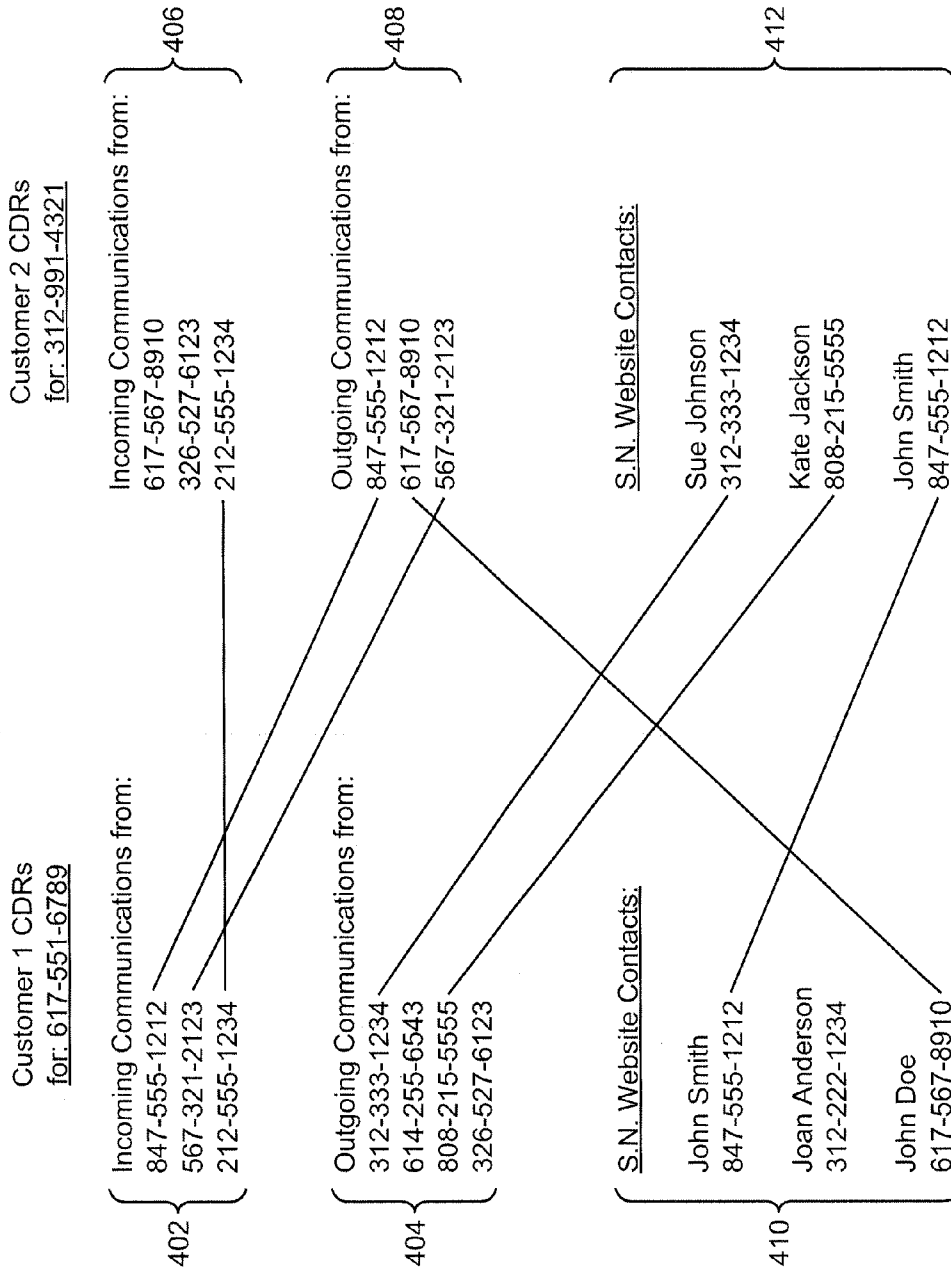 Customer 1 CDRs
for: 617-551-6789
Incoming Communications from:
847-555-1212
567-321-2123
212-555-1234
402
Outgoing Communications from:
312-333-1234
614-255-6543
808-215-5555
326-527-6123
404
S.N. Website Contacts:
John Smith
847-555-1212
Joan Anderson
312-222-1234
John Doe
617-567-8910
410
Customer 2 CDRs
for: 312-991-4321
Incoming Communications from:
617-567-8910
326-527-6123
212-555-1234
406
Outgoing Communications from:
847-555-1212
617-567-8910
567-321-2123
408
S.N. Website Contacts:
Sue Johnson
312-333-1234
Kate Jackson
808-215-5555
John Smith
847-555-1212
412